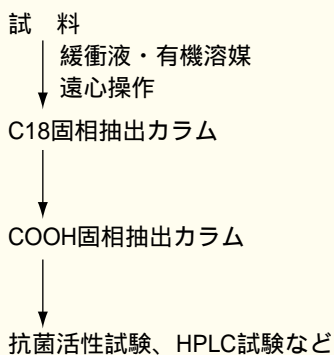 試　料
緩衝液・有機溶媒
遠心操作
C18固相抽出カラム
COOH固相抽出カラム
抗菌活性試験、HPLC試験など